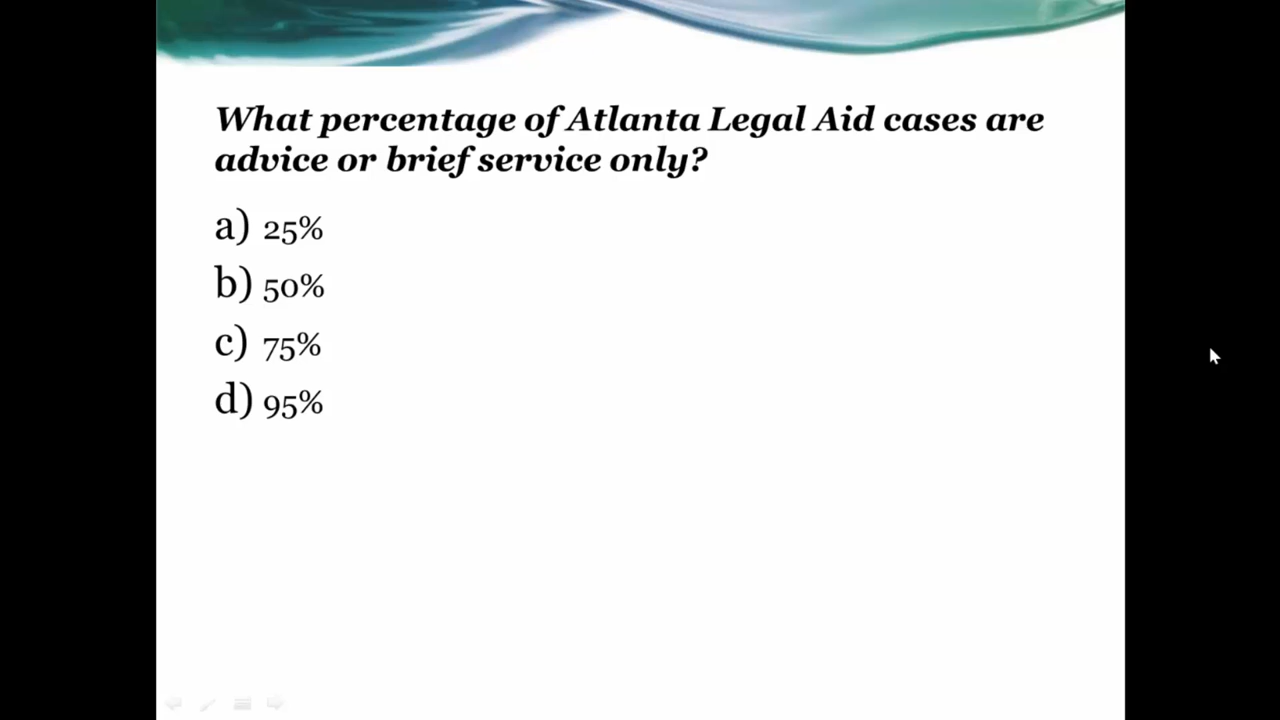 What percentage of Atlanta Legal Aid cases are
advice or brief service only?
a) 25%
b) 50%
c) 75%
d) 95%